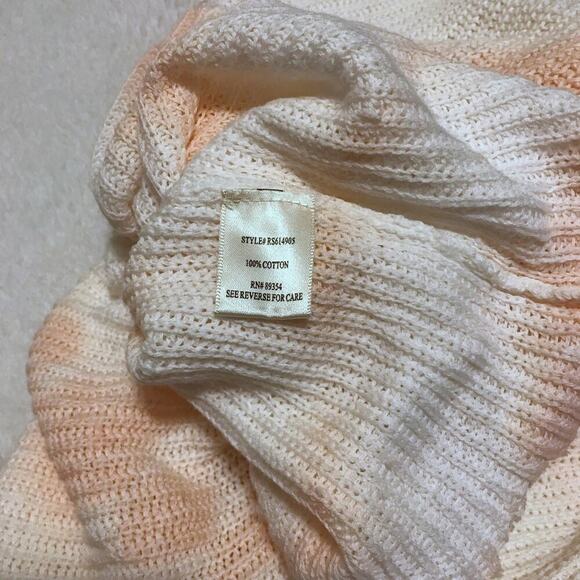 STYLE# RS614905
100% COTTON
RN# 89354
SEE REVERSE FOR CARE